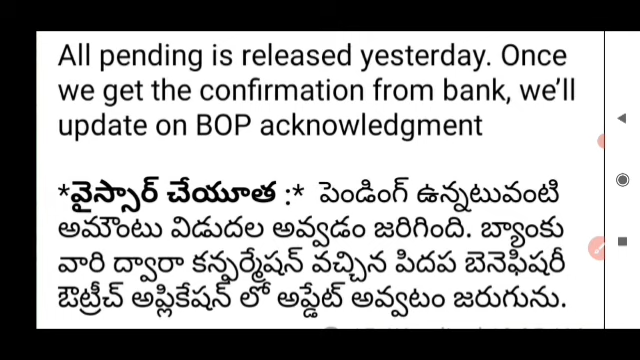 All pending is released yesterday. Once
we get the confirmation from bank, we'll
update on BOP acknowledgment
*వైస్సార్ చేయూత :* పెండింగ్ ఉన్నటువంటి
అమౌంటు విడుదల అవ్వడం జరిగింది. బ్యాంకు
వారి ద్వారా కన్ఫర్మేషన్ వచ్చిన పిదప బెనెఫిషరీ
ఔట్రీచ్ అప్లికేషన్ లో అప్డేట్ అవ్వటం జరుగును.